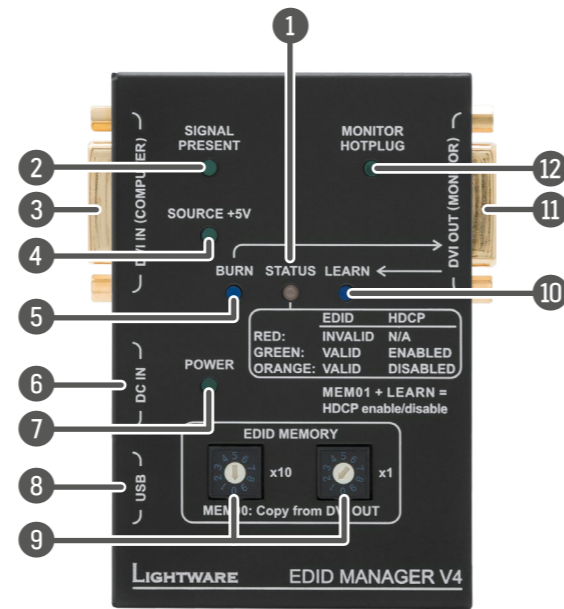 1
SIGNAL PRESENT
MONITOR HOTPLUG
2
12
3
DVI IN (COMPUTER)
DVI OUT (MONITOR)
11
SOURCE +5V
4
BURN STATUS LEARN
5
10
EDID HDCP
RED: INVALID N/A
GREEN: VALID ENABLED
ORANGE: VALID DISABLED
MEM01 + LEARN =
HDCP enable/disable
6
DC IN
POWER
7
EDID MEMORY
x10
x1
8
USB
MEM00: Copy from DVI OUT
9
LIGHTWARE EDID MANAGER V4